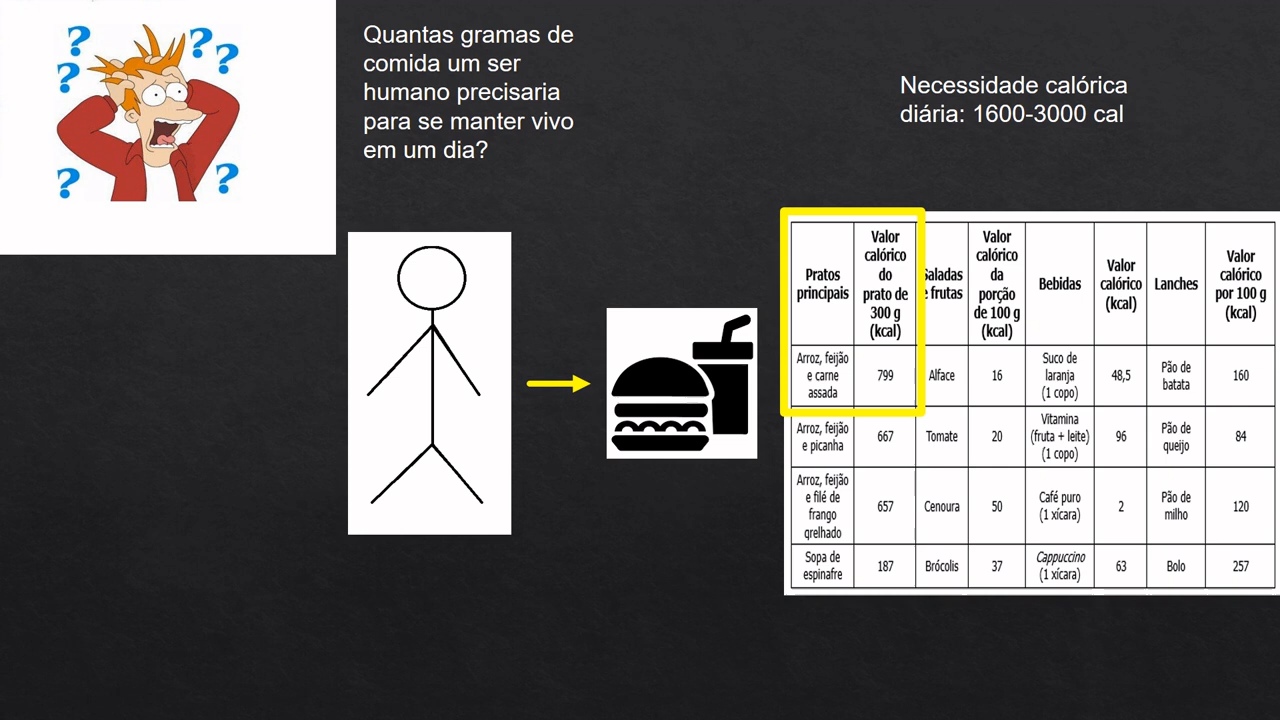 ? ? ?
?
Quantas gramas de
comida um ser
humano precisaria
para se manter vivo
em um dia?
? ?
Necessidade calórica
diária: 1600-3000 cal
Pratos
principais
Valor
calórico
do
prato de
300 g
(kcal)
Saladas
e frutas
Valor
calórico
da
porção
de 100 g
(kcal)
Bebidas
Valor
calórico
(kcal)
Lanches
Valor
calórico
por 100 g
(kcal)
Arroz, feijão
e carne
assada
799
Alface
16
Suco de
laranja
(1 copo)
48,5
Pão de
batata
160
Arroz, feijão
e picanha
667
Tomate
20
Vitamina
(fruta + leite)
(1 copo)
96
Pão de
queijo
84
Arroz, feijão
e filé de
frango
grelhado
657
Cenoura
50
Café puro
(1 xícara)
2
Pão de
milho
120
Sopa de
espinafre
187
Brócolis
37
Cappuccino
(1 xícara)
63
Bolo
257